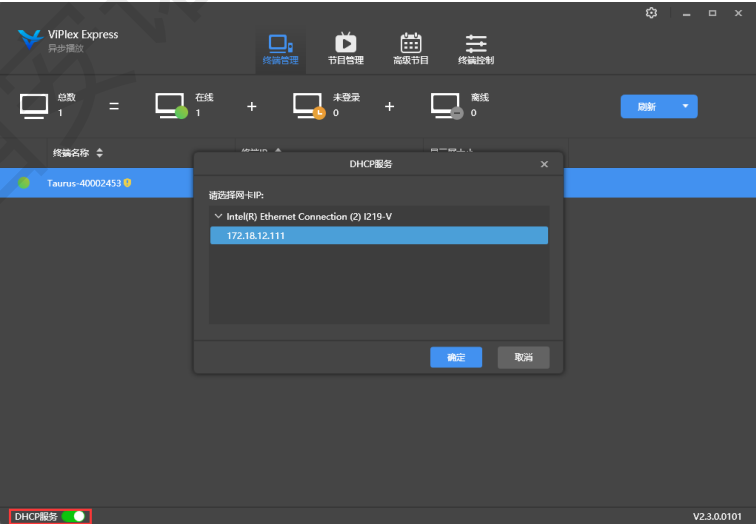 ViPlex Express
异步播放
终端管理
节目管理
高级节目
终端控制
总数
1
=
在线
1
+
未登录
0
+
离线
0
刷新
终端名称
Taurus-40002453
DHCP服务
请选择网卡IP:
Intel(R) Ethernet Connection (2) I219-V
172.18.12.111
确定
取消
DHCP服务
V2.3.0.0101